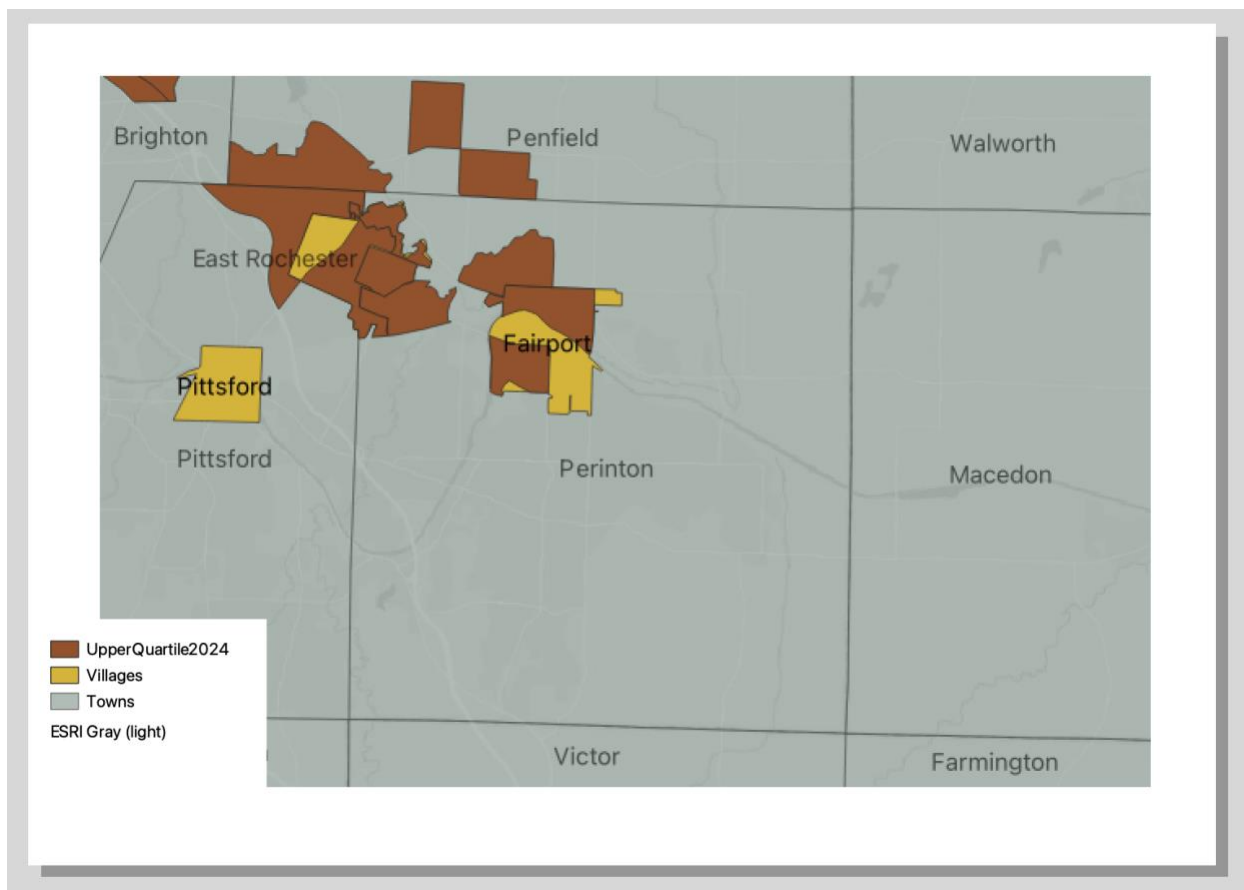 Brighton
Penfield
Walworth
East Rochester
Fairport
Pittsford
Pittsford
Perinton
Macedon
UpperQuartile2024
Villages
Towns
ESRI Gray (light)
Victor
Farmington